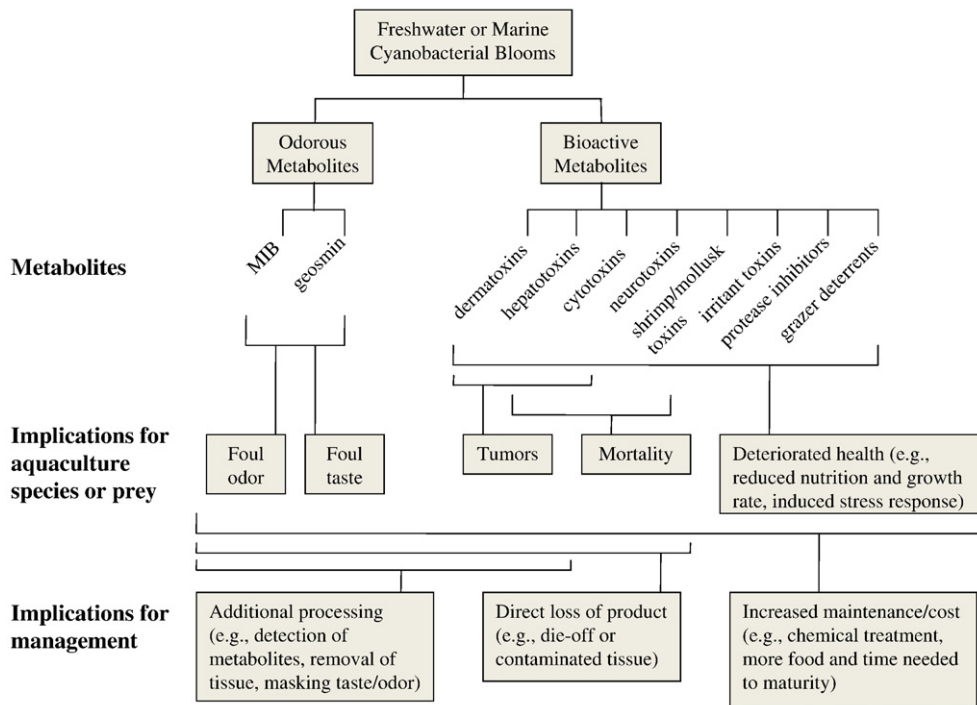 Freshwater or Marine
Cyanobacterial Blooms
Odorous
Metabolites
Bioactive
Metabolites
Metabolites
MIB
geosmin
dermatoxins
hepatotoxins
cytotoxins
neurotoxins
shrimp/mollusk
toxins
irritant toxins
protease inhibitors
grazer deterrents
Implications for
aquaculture
species or prey
Foul
odor
Foul
taste
Tumors
Mortality
Deteriorated health (e.g.,
reduced nutrition and growth
rate, induced stress response)
Implications for
management
Additional processing
(e.g., detection of
metabolites, removal of
tissue, masking taste/odor)
Direct loss of product
(e.g., die-off or
contaminated tissue)
Increased maintenance/cost
(e.g., chemical treatment,
more food and time needed
to maturity)